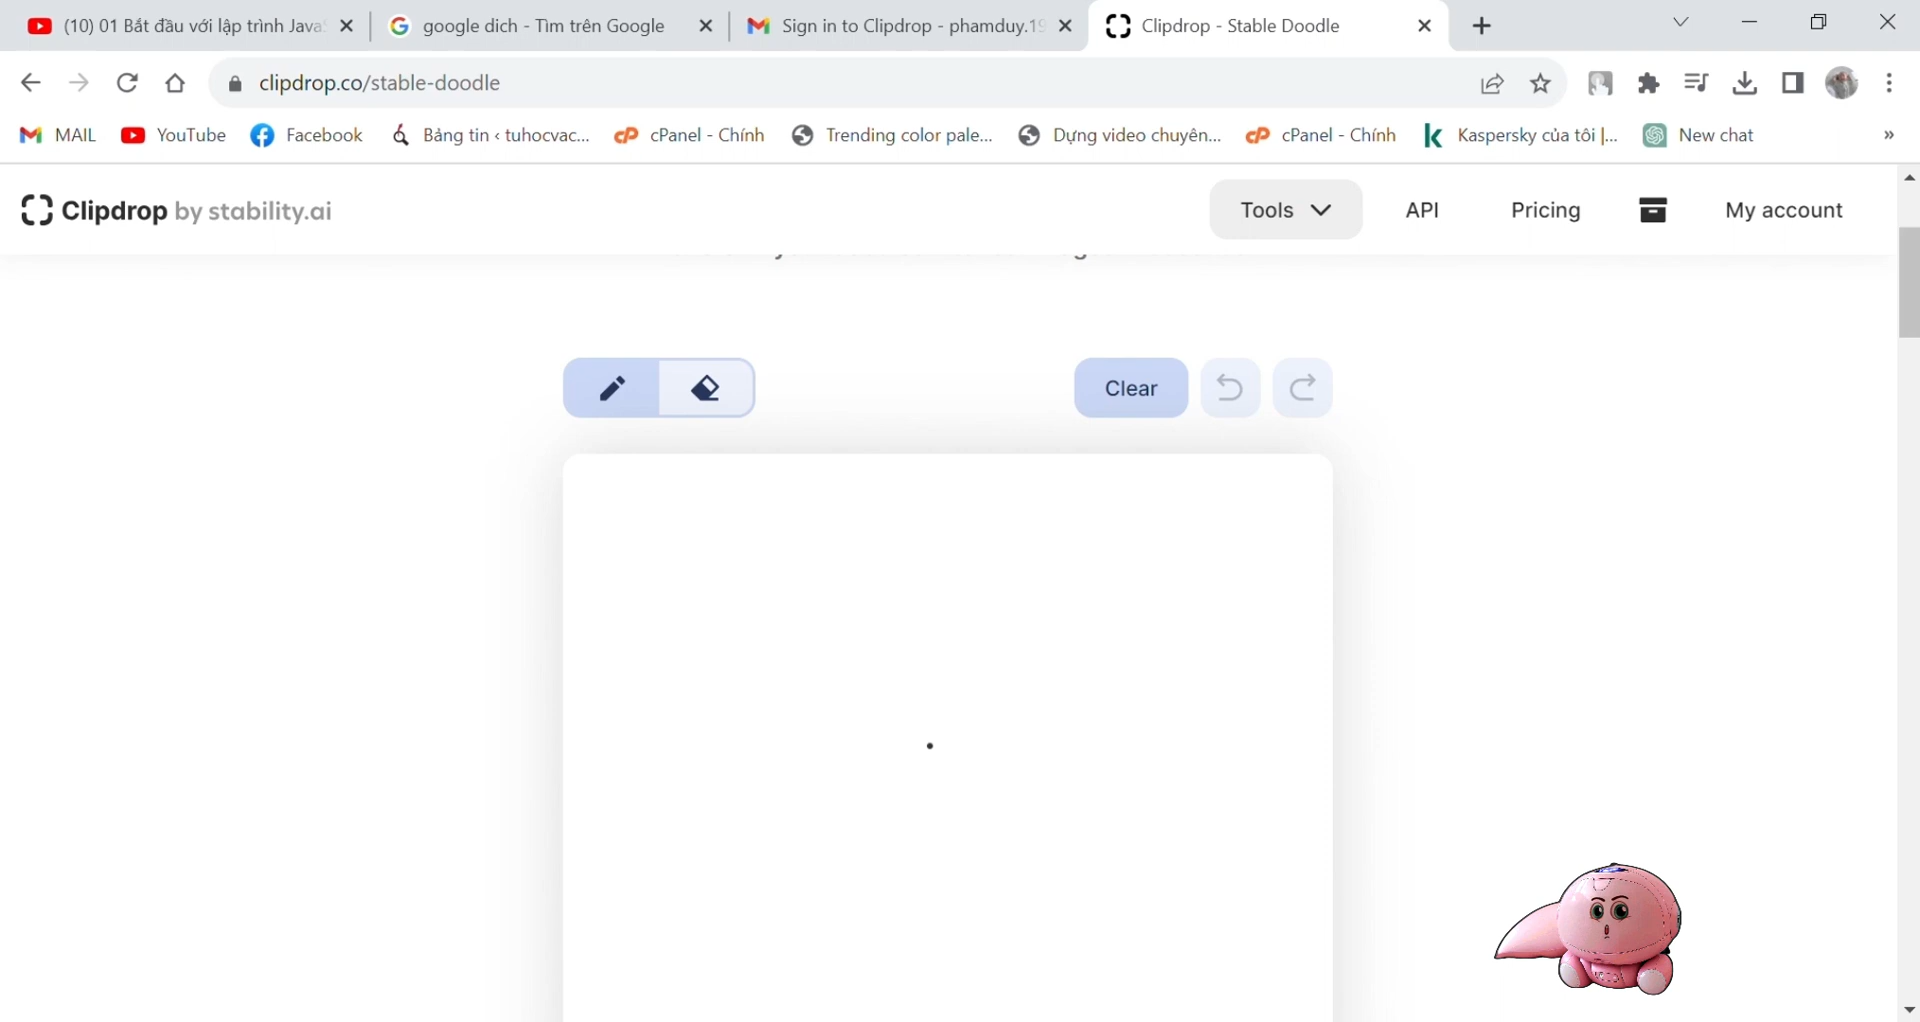 (10) 01 Bắt đầu với lập trình JavaS
google dich - Tìm trên Google
Sign in to Clipdrop - phamduy.19
Clipdrop - Stable Doodle
clipdrop.co/stable-doodle
MAIL
YouTube
Facebook
Bảng tin ‹ tuhocvac...
cPanel - Chính
Trending color pale...
Dựng video chuyên...
cPanel - Chính
Kaspersky của tôi |...
New chat
»
Clipdrop by stability.ai
Tools
API
Pricing
My account
Clear